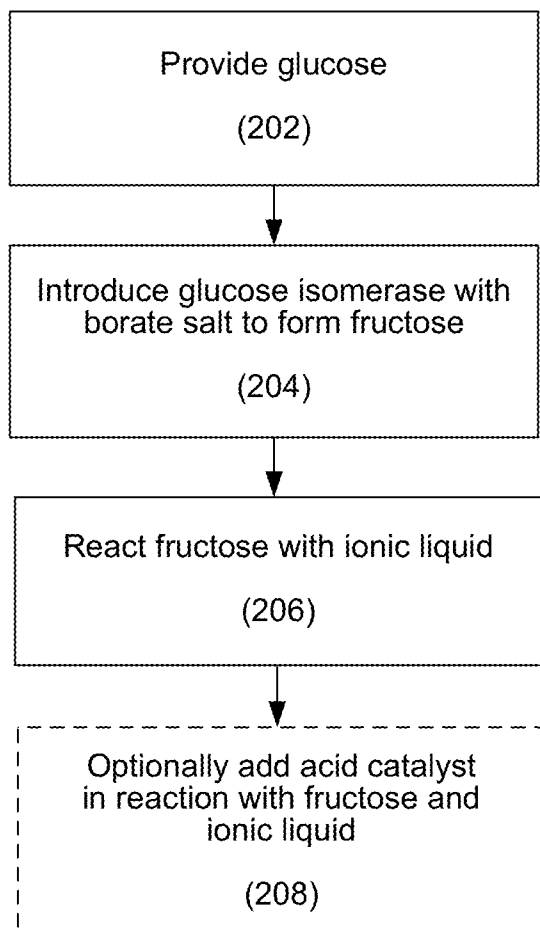 Provide glucose
(202)
Introduce glucose isomerase with
borate salt to form fructose
(204)
React fructose with ionic liquid
(206)
Optionally add acid catalyst
in reaction with fructose and
ionic liquid
(208)